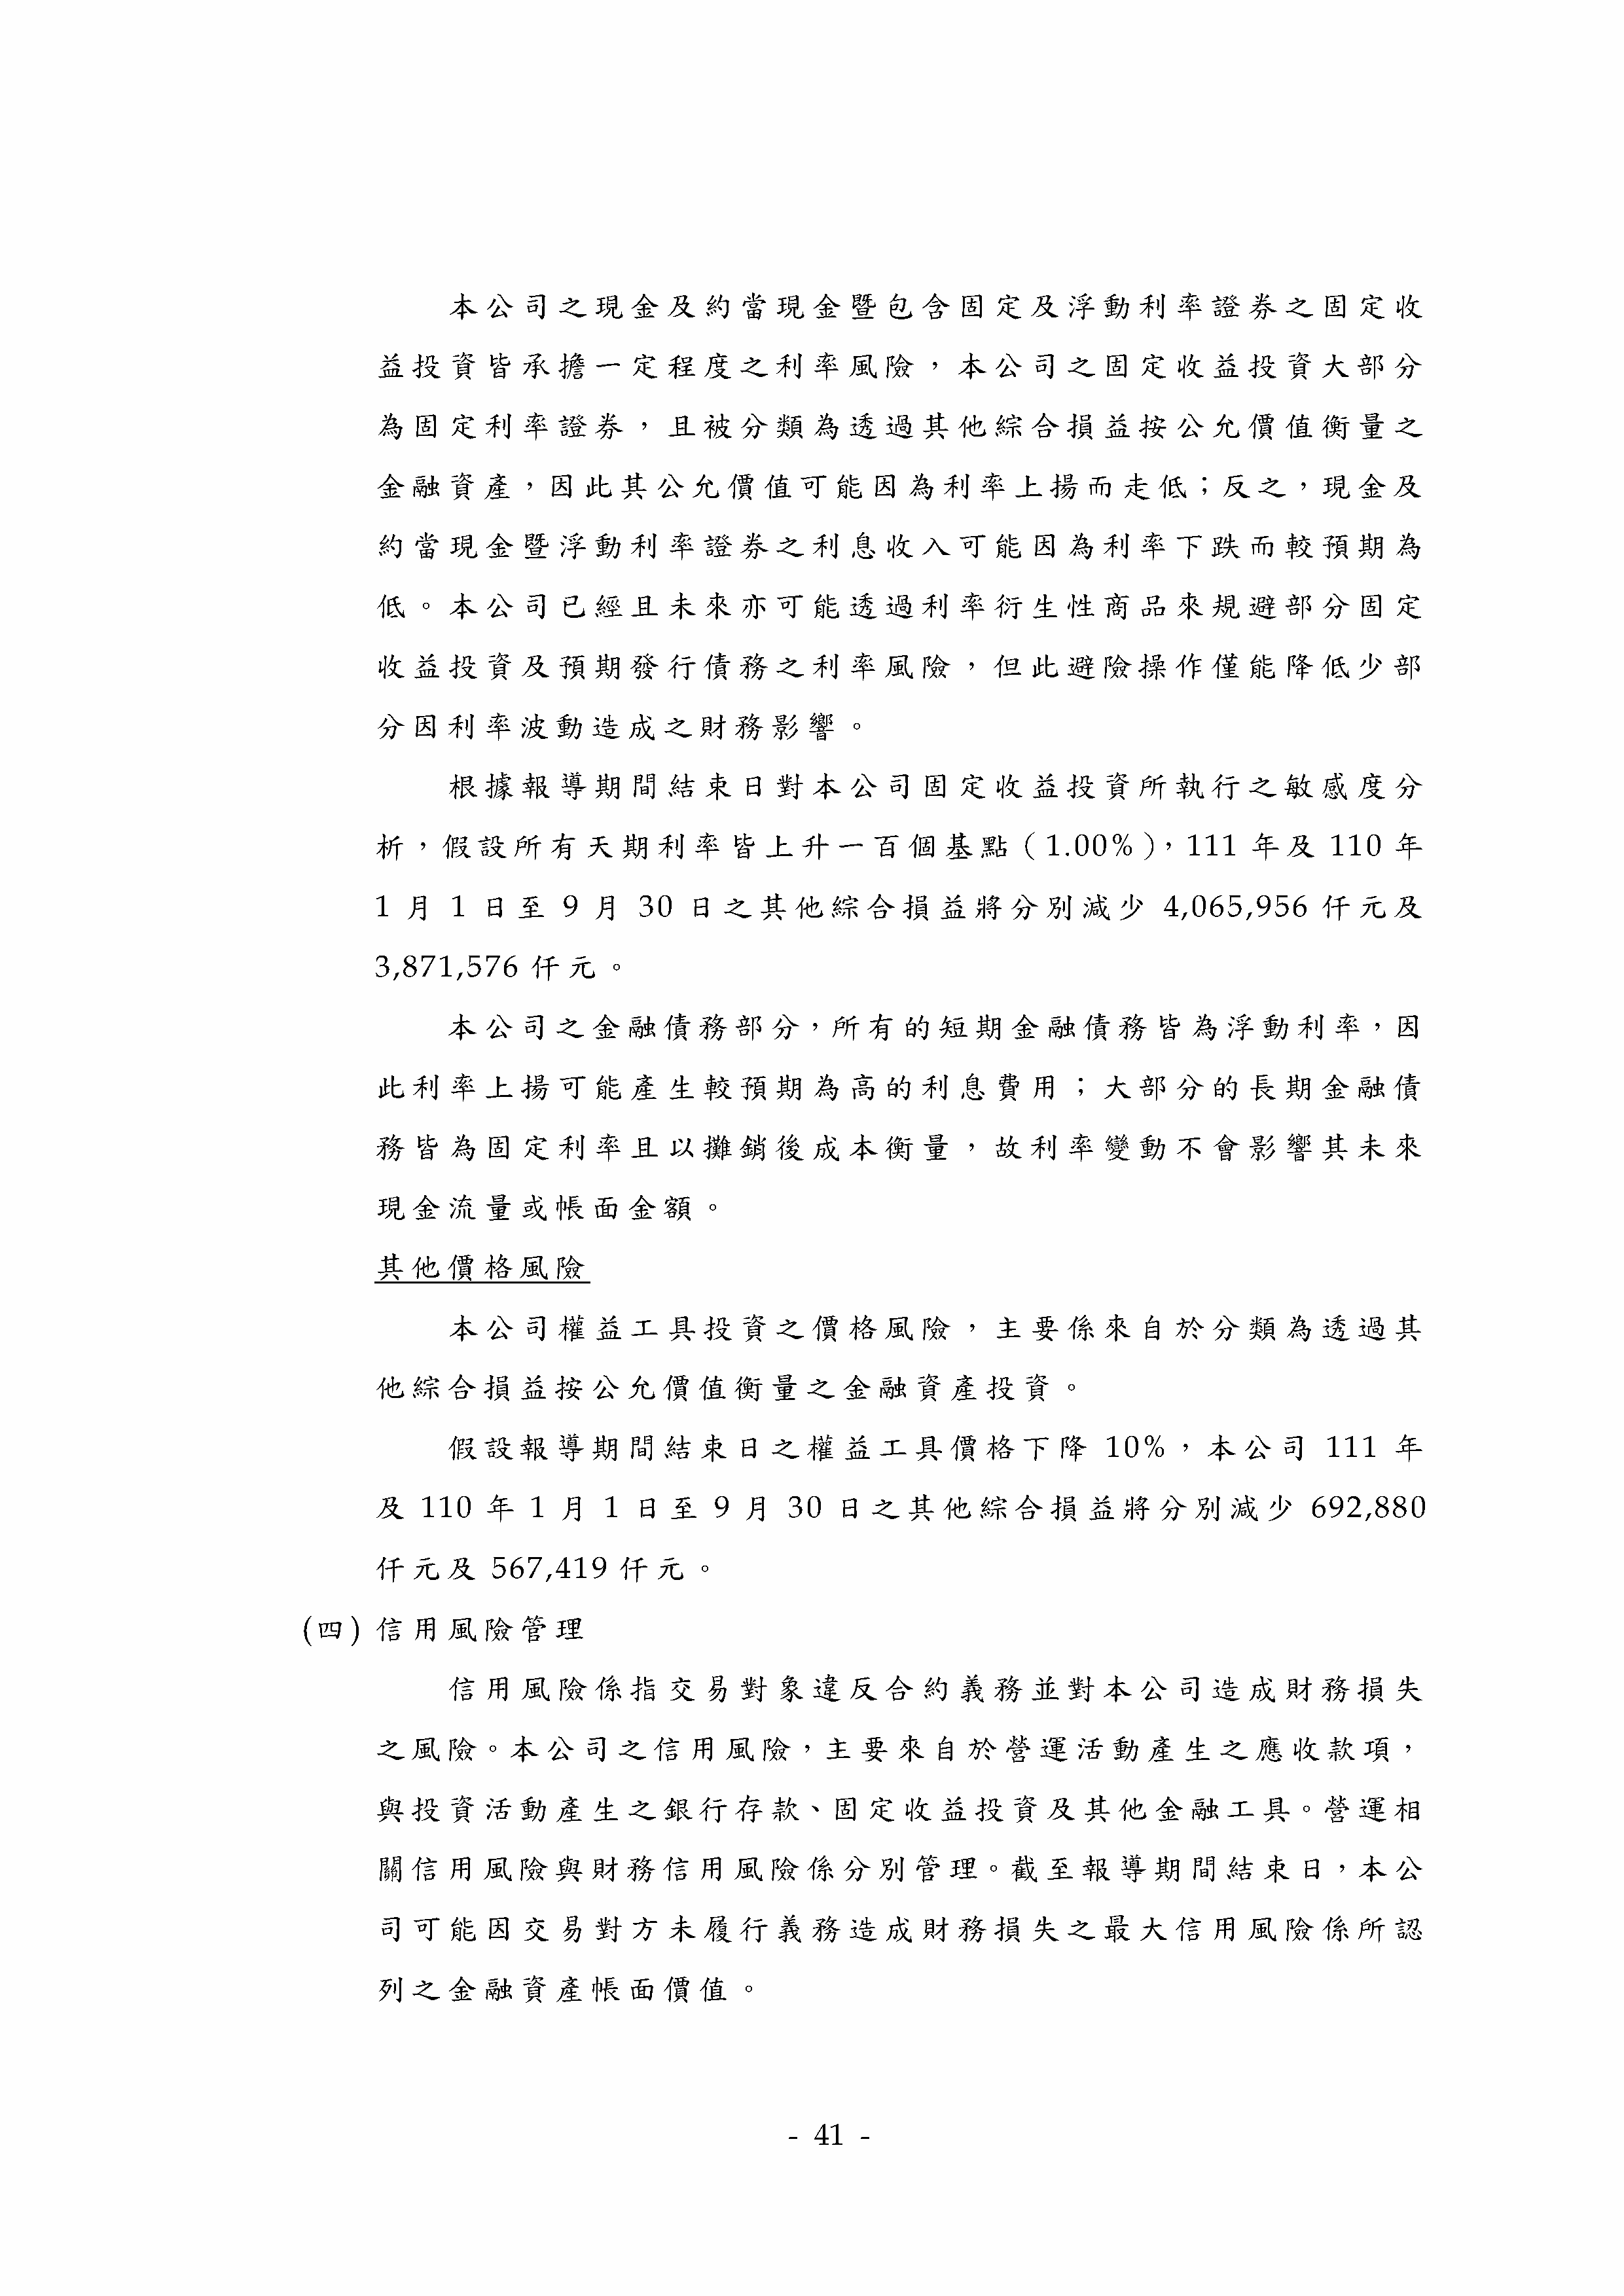 本公司之現金及約當現金暨包含固定及浮動利率證券之固定收
益投資皆承擔一定程度之利率風險，本公司之固定收益投資大部分
為固定利率證券，且被分類為透過其他綜合損益按公允價值衡量之
金融資產，因此其公允價值可能因為利率上揚而走低；反之，現金及
約當現金暨浮動利率證券之利息收入可能因為利率下跌而較預期為
低。本公司已經且未來亦可能透過利率衍生性商品來規避部分固定
收益投資及預期發行債務之利率風險，但此避險操作僅能降低少部
分因利率波動造成之財務影響。
根據報導期間結束日對本公司固定收益投資所執行之敏感度分
析，假設所有天期利率皆上升一百個基點（1.00%），111 年及 110 年
1 月 1 日至 9 月 30 日之其他綜合損益將分別減少 4,065,956 仟元及
3,871,576 仟元。
本公司之金融債務部分，所有的短期金融債務皆為浮動利率，因
此利率上揚可能產生較預期為高的利息費用；大部分的長期金融債
務皆為固定利率且以攤銷後成本衡量，故利率變動不會影響其未來
現金流量或帳面金額。
其他價格風險
本公司權益工具投資之價格風險，主要係來自於分類為透過其
他綜合損益按公允價值衡量之金融資產投資。
假設報導期間結束日之權益工具價格下降 10%，本公司 111 年
及 110 年 1 月 1 日至 9 月 30 日之其他綜合損益將分別減少 692,880
仟元及 567,419 仟元。
(四) 信用風險管理
信用風險係指交易對象違反合約義務並對本公司造成財務損失
之風險。本公司之信用風險，主要來自於營運活動產生之應收款項，
與投資活動產生之銀行存款、固定收益投資及其他金融工具。營運相
關信用風險與財務信用風險係分別管理。截至報導期間結束日，本公
司可能因交易對方未履行義務造成財務損失之最大信用風險係所認
列之金融資產帳面價值。
- 41 -